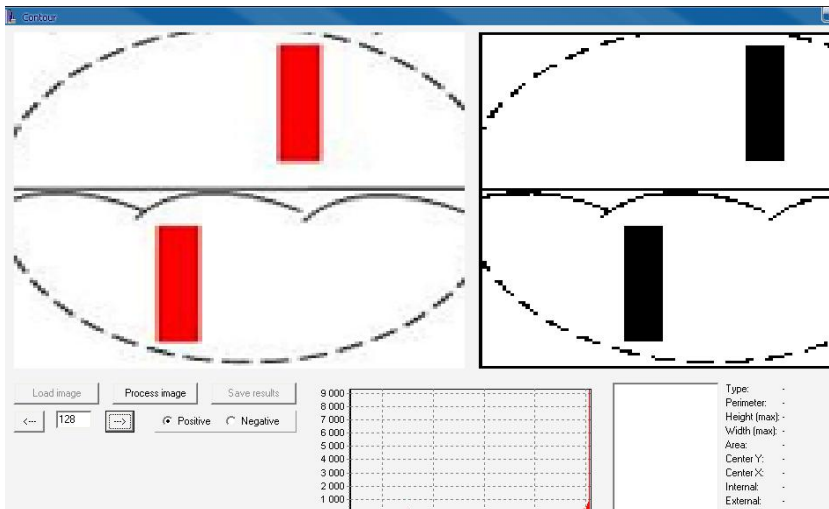 Contour
Load image Process image Save results
<--- 128 ---> Positive Negative
9 000
8 000
7 000
6 000
5 000
4 000
3 000
2 000
1 000
Type: -
Perimeter: -
Height (max): -
Width (max): -
Area: -
Center Y: -
Center X: -
Internal: -
External: -